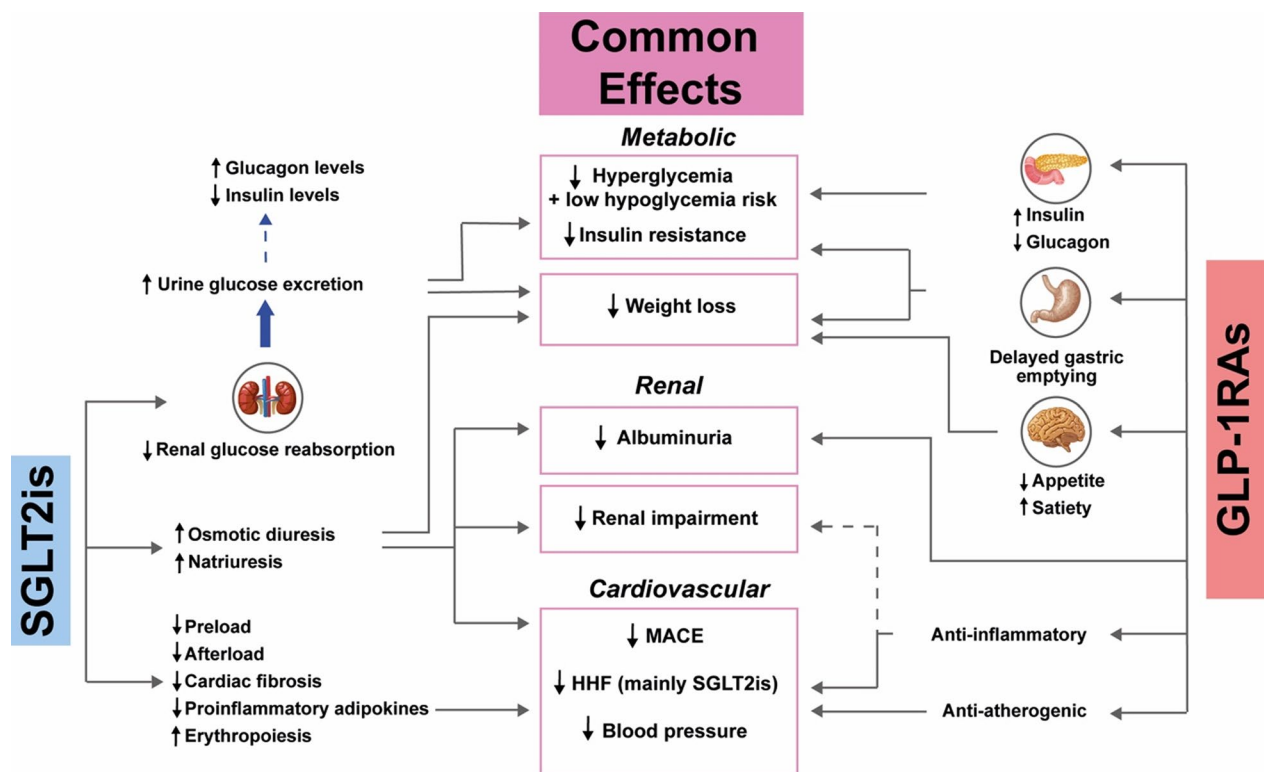 Common
Effects
SGLT2is
↑ Glucagon levels
↓ Insulin levels
↑ Urine glucose excretion
↓ Renal glucose reabsorption
↑ Osmotic diuresis
↑ Natriuresis
↓ Preload
↓ Afterload
↓ Cardiac fibrosis
↓ Proinflammatory adipokines
↑ Erythropoiesis
Metabolic
↓ Hyperglycemia
+ low hypoglycemia risk
↓ Insulin resistance
↓ Weight loss
Renal
↓ Albuminuria
↓ Renal impairment
Cardiovascular
↓ MACE
↓ HHF (mainly SGLT2is)
↓ Blood pressure
↑ Insulin
↓ Glucagon
Delayed gastric
emptying
↓ Appetite
↑ Satiety
Anti-inflammatory
Anti-atherogenic
GLP-1RAs